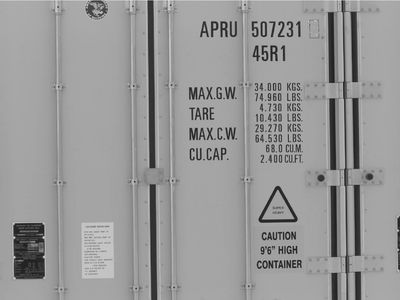 APRU 507231
45R1
MAX.G.W. 34.000 KGS.
74.960 LBS.
TARE 4.730 KGS.
10.430 LBS.
MAX.C.W. 29.270 KGS.
64.530 LBS.
CU.CAP. 68.0 CU.M.
2.400 CU.FT.
SUPER
HEAVY
CAUTION
9'6" HIGH
CONTAINER